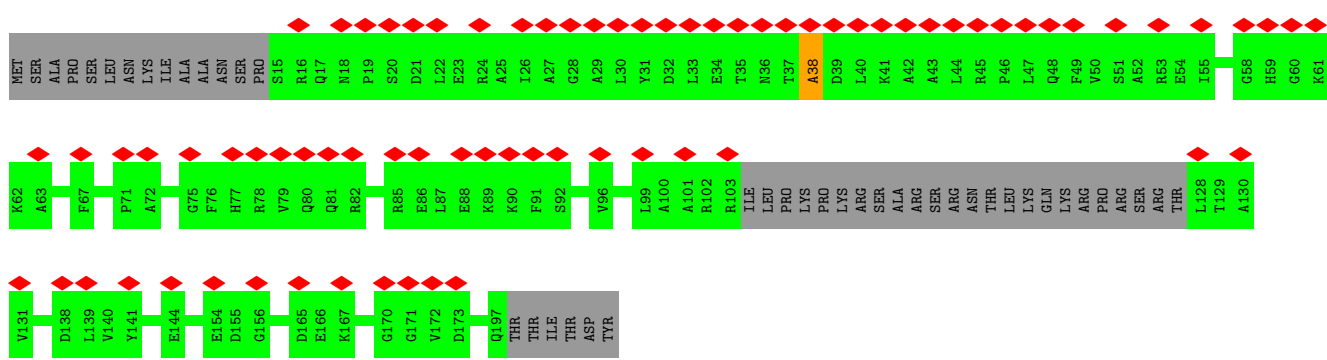 MET SER ALA PRO SER LEU ASN LYS ILE ALA ALA ASN SER PRO S15 R16 Q17 N18 P19 S20 D21 L22 E23 R24 A25 I26 A27 G28 A29 L30 Y31 D32 L33 E34 T35 N36 T37 A38 D39 L40 K41 A42 A43 L44 R45 P46 L47 Q48 F49 V50 S51 A52 R53 E54 I55 G58 H59 G60 K61
K62 A63 F67 P71 A72 G75 F76 H77 R78 V79 Q80 Q81 R82 R85 E86 L87 E88 K89 K90 F91 S92 V96 L99 A100 A101 R102 R103 ILE LEU PRO LYS PRO LYS ARG SER ALA ARG SER ARG ASN THR LEU LYS GLN LYS ARG PRO ARG SER ARG THR L128 T129 A130
V131 D138 L139 V140 Y141 E144 E154 D155 G156 D165 E166 K167 G170 G171 V172 D173 Q197 THR THR ILE THR ASP TYR